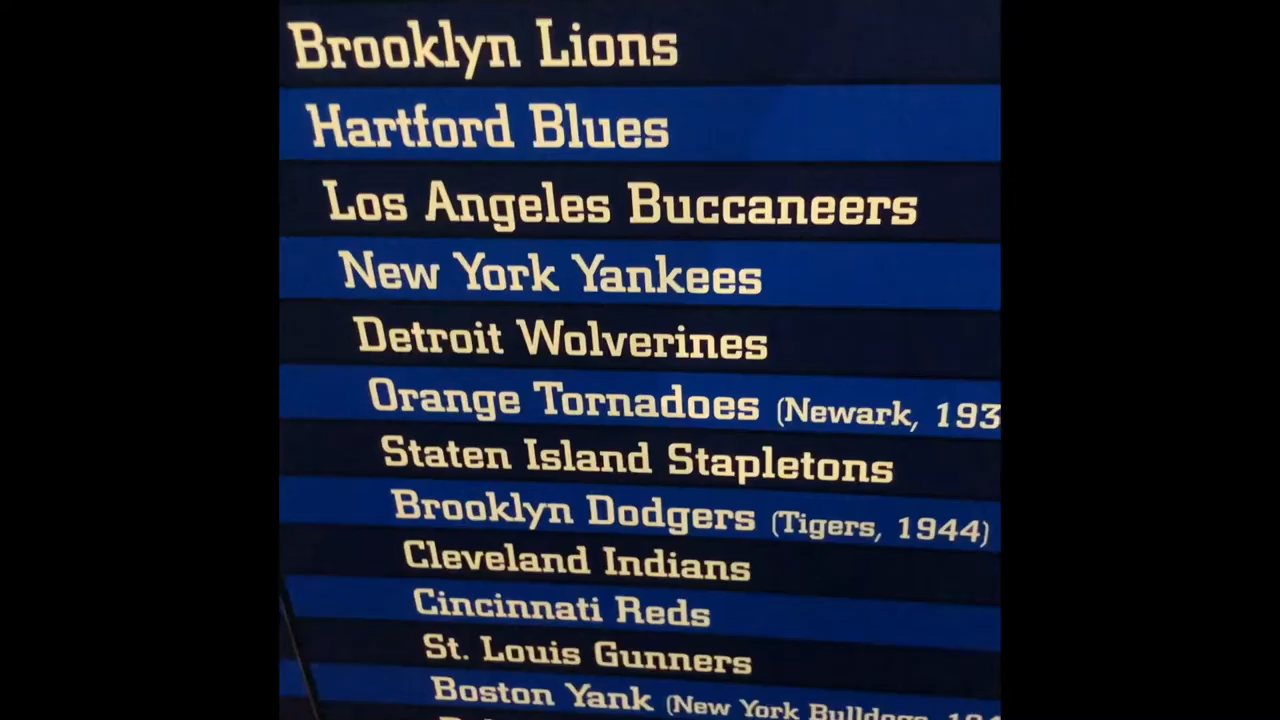 Brooklyn Lions
Hartford Blues
Los Angeles Buccaneers
New York Yankees
Detroit Wolverines
Orange Tornadoes (Newark, 193
Staten Island Stapletons
Brooklyn Dodgers (Tigers, 1944)
Cleveland Indians
Cincinnati Reds
St. Louis Gunners
Boston Yank (New York Bulldogs, 194